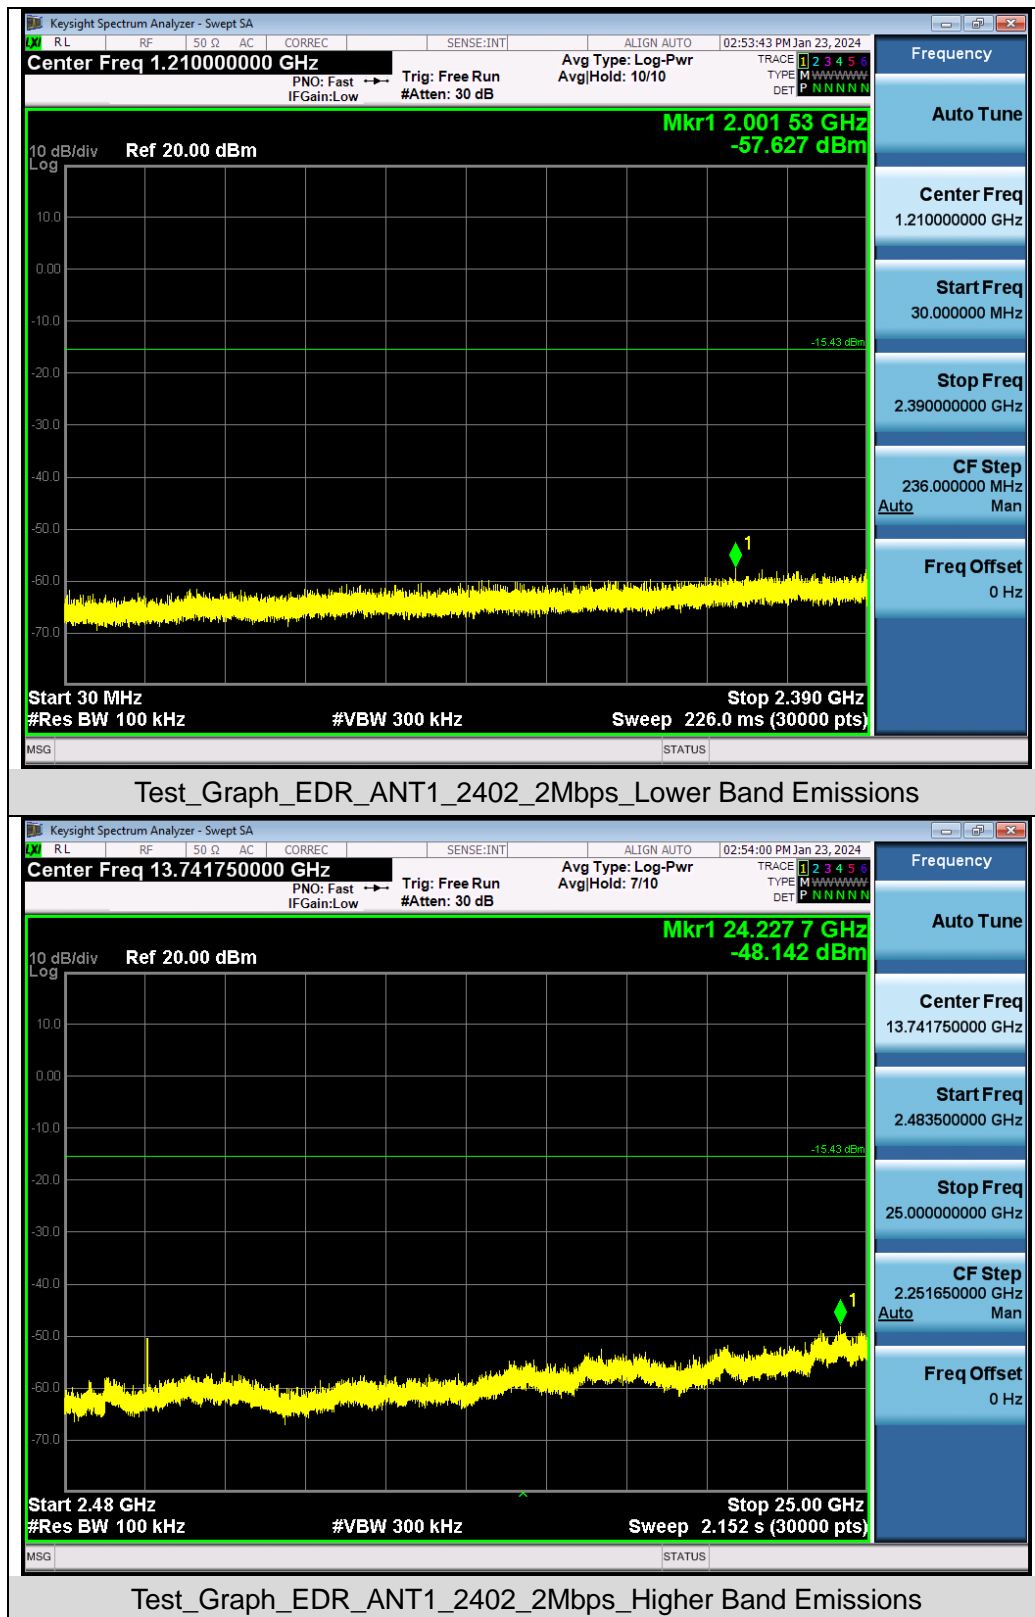 Keysight Spectrum Analyzer - Swept SA
LXI RL RF 50 Ω AC CORREC SENSE:INT ALIGN AUTO 02:53:43 PM Jan 23, 2024
Center Freq 1.210000000 GHz
PNO: Fast
IFGain:Low
Trig: Free Run
#Atten: 30 dB
Avg Type: Log-Pwr
Avg|Hold: 10/10
TRACE 1 2 3 4 5 6
TYPE M WWWWW
DET P N N N N N
Mkr1 2.001 53 GHz
-57.627 dBm
10 dB/div Ref 20.00 dBm
Log
10.0
0.00
-10.0
-15.43 dBm
-20.0
-30.0
-40.0
-50.0
1
-60.0
-70.0
Start 30 MHz Stop 2.390 GHz
#Res BW 100 kHz #VBW 300 kHz Sweep 226.0 ms (30000 pts)
MSG STATUS
Frequency
Auto Tune
Center Freq
1.210000000 GHz
Start Freq
30.000000 MHz
Stop Freq
2.390000000 GHz
CF Step
236.000000 MHz
Auto Man
Freq Offset
0 Hz
Test_Graph_EDR_ANT1_2402_2Mbps_Lower Band Emissions
Keysight Spectrum Analyzer - Swept SA
LXI RL RF 50 Ω AC CORREC SENSE:INT ALIGN AUTO 02:54:00 PM Jan 23, 2024
Center Freq 13.741750000 GHz
PNO: Fast
IFGain:Low
Trig: Free Run
#Atten: 30 dB
Avg Type: Log-Pwr
Avg|Hold: 7/10
TRACE 1 2 3 4 5 6
TYPE M WWWWW
DET P N N N N N
Mkr1 24.227 7 GHz
-48.142 dBm
10 dB/div Ref 20.00 dBm
Log
10.0
0.00
-10.0
-15.43 dBm
-20.0
-30.0
-40.0
1
-50.0
-60.0
-70.0
Start 2.48 GHz Stop 25.00 GHz
#Res BW 100 kHz #VBW 300 kHz Sweep 2.152 s (30000 pts)
MSG STATUS
Frequency
Auto Tune
Center Freq
13.741750000 GHz
Start Freq
2.483500000 GHz
Stop Freq
25.000000000 GHz
CF Step
2.251650000 GHz
Auto Man
Freq Offset
0 Hz
Test_Graph_EDR_ANT1_2402_2Mbps_Higher Band Emissions